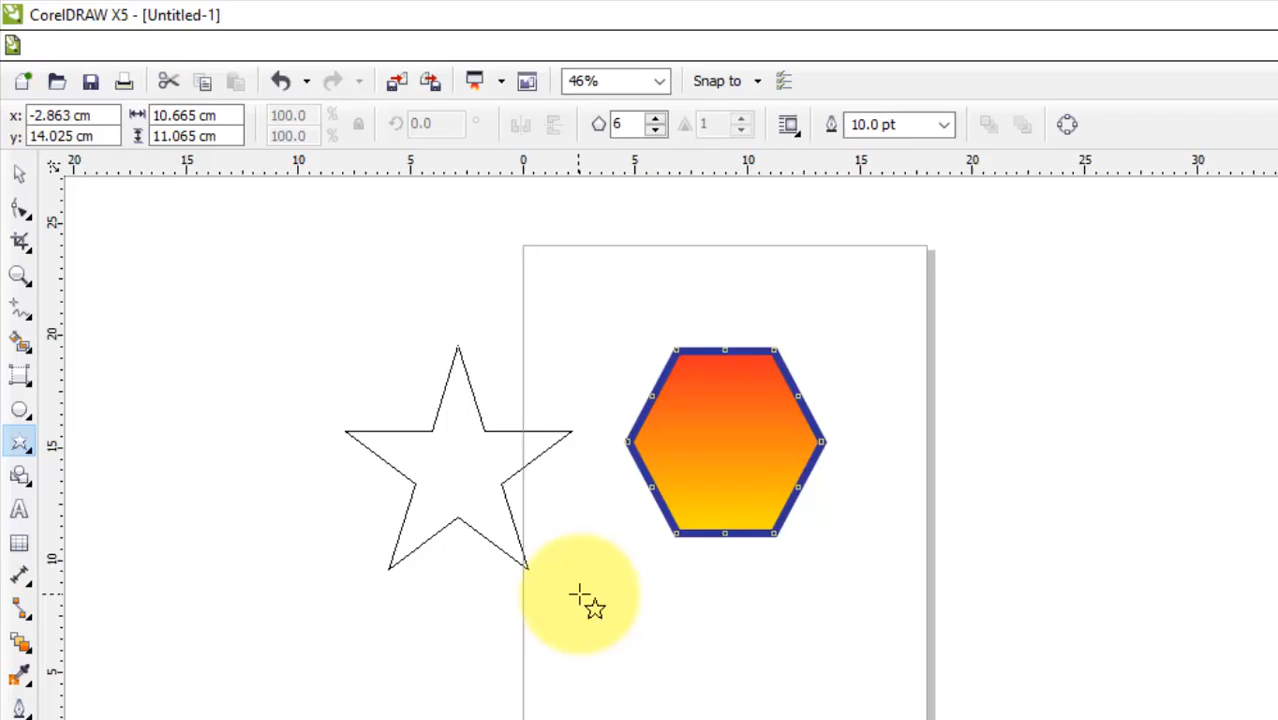 CorelDRAW X5 - [Untitled-1]
46% Snap to
x: -2.863 cm 10.665 cm 100.0 % 0.0 ° 6 1 10.0 pt
y: 14.025 cm 11.065 cm 100.0 %
20 15 10 5 0 5 10 15 20 25 30
25
20
15
10
5
A